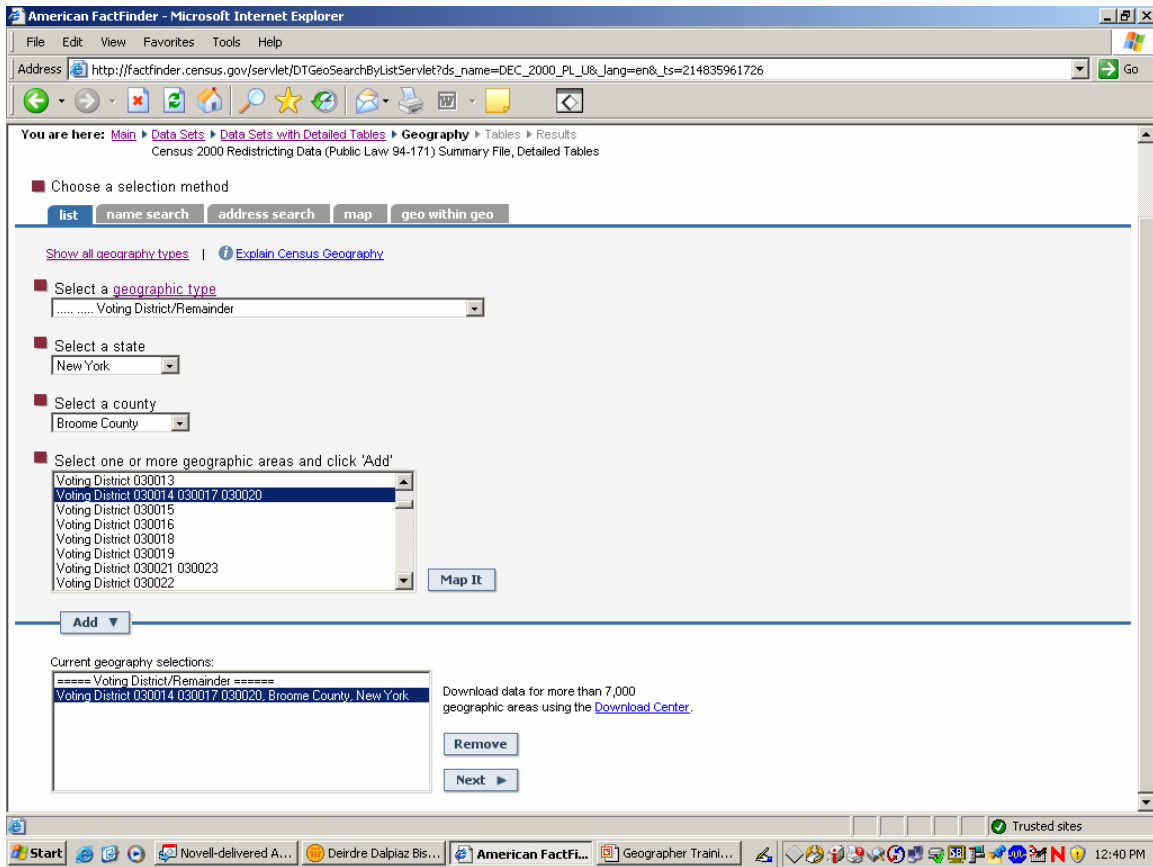 American FactFinder - Microsoft Internet Explorer
File Edit View Favorites Tools Help
Address http://factfinder.census.gov/servlet/DTGeoSearchByListServlet?ds_name=DEC_2000_PL_U&_lang=en&_ts=214835961726 Go
You are here: Main Data Sets Data Sets with Detailed Tables Geography Tables Results
Census 2000 Redistricting Data (Public Law 94-171) Summary File, Detailed Tables
Choose a selection method
list name search address search map geo within geo
Show all geography types | Explain Census Geography
Select a geographic type
..... ..... Voting District/Remainder
Select a state
New York
Select a county
Broome County
Select one or more geographic areas and click 'Add'
Voting District 030013
Voting District 030014 030017 030020
Voting District 030015
Voting District 030016
Voting District 030018
Voting District 030019
Voting District 030021 030023
Voting District 030022
Map It
Add
Current geography selections:
===== Voting District/Remainder ======
Voting District 030014 030017 030020, Broome County, New York
Download data for more than 7,000
geographic areas using the Download Center.
Remove
Next
Trusted sites
Start Novell-delivered A... Deirdre Dalpiaz Bis... American FactFi... Geographer Traini... 12:40 PM